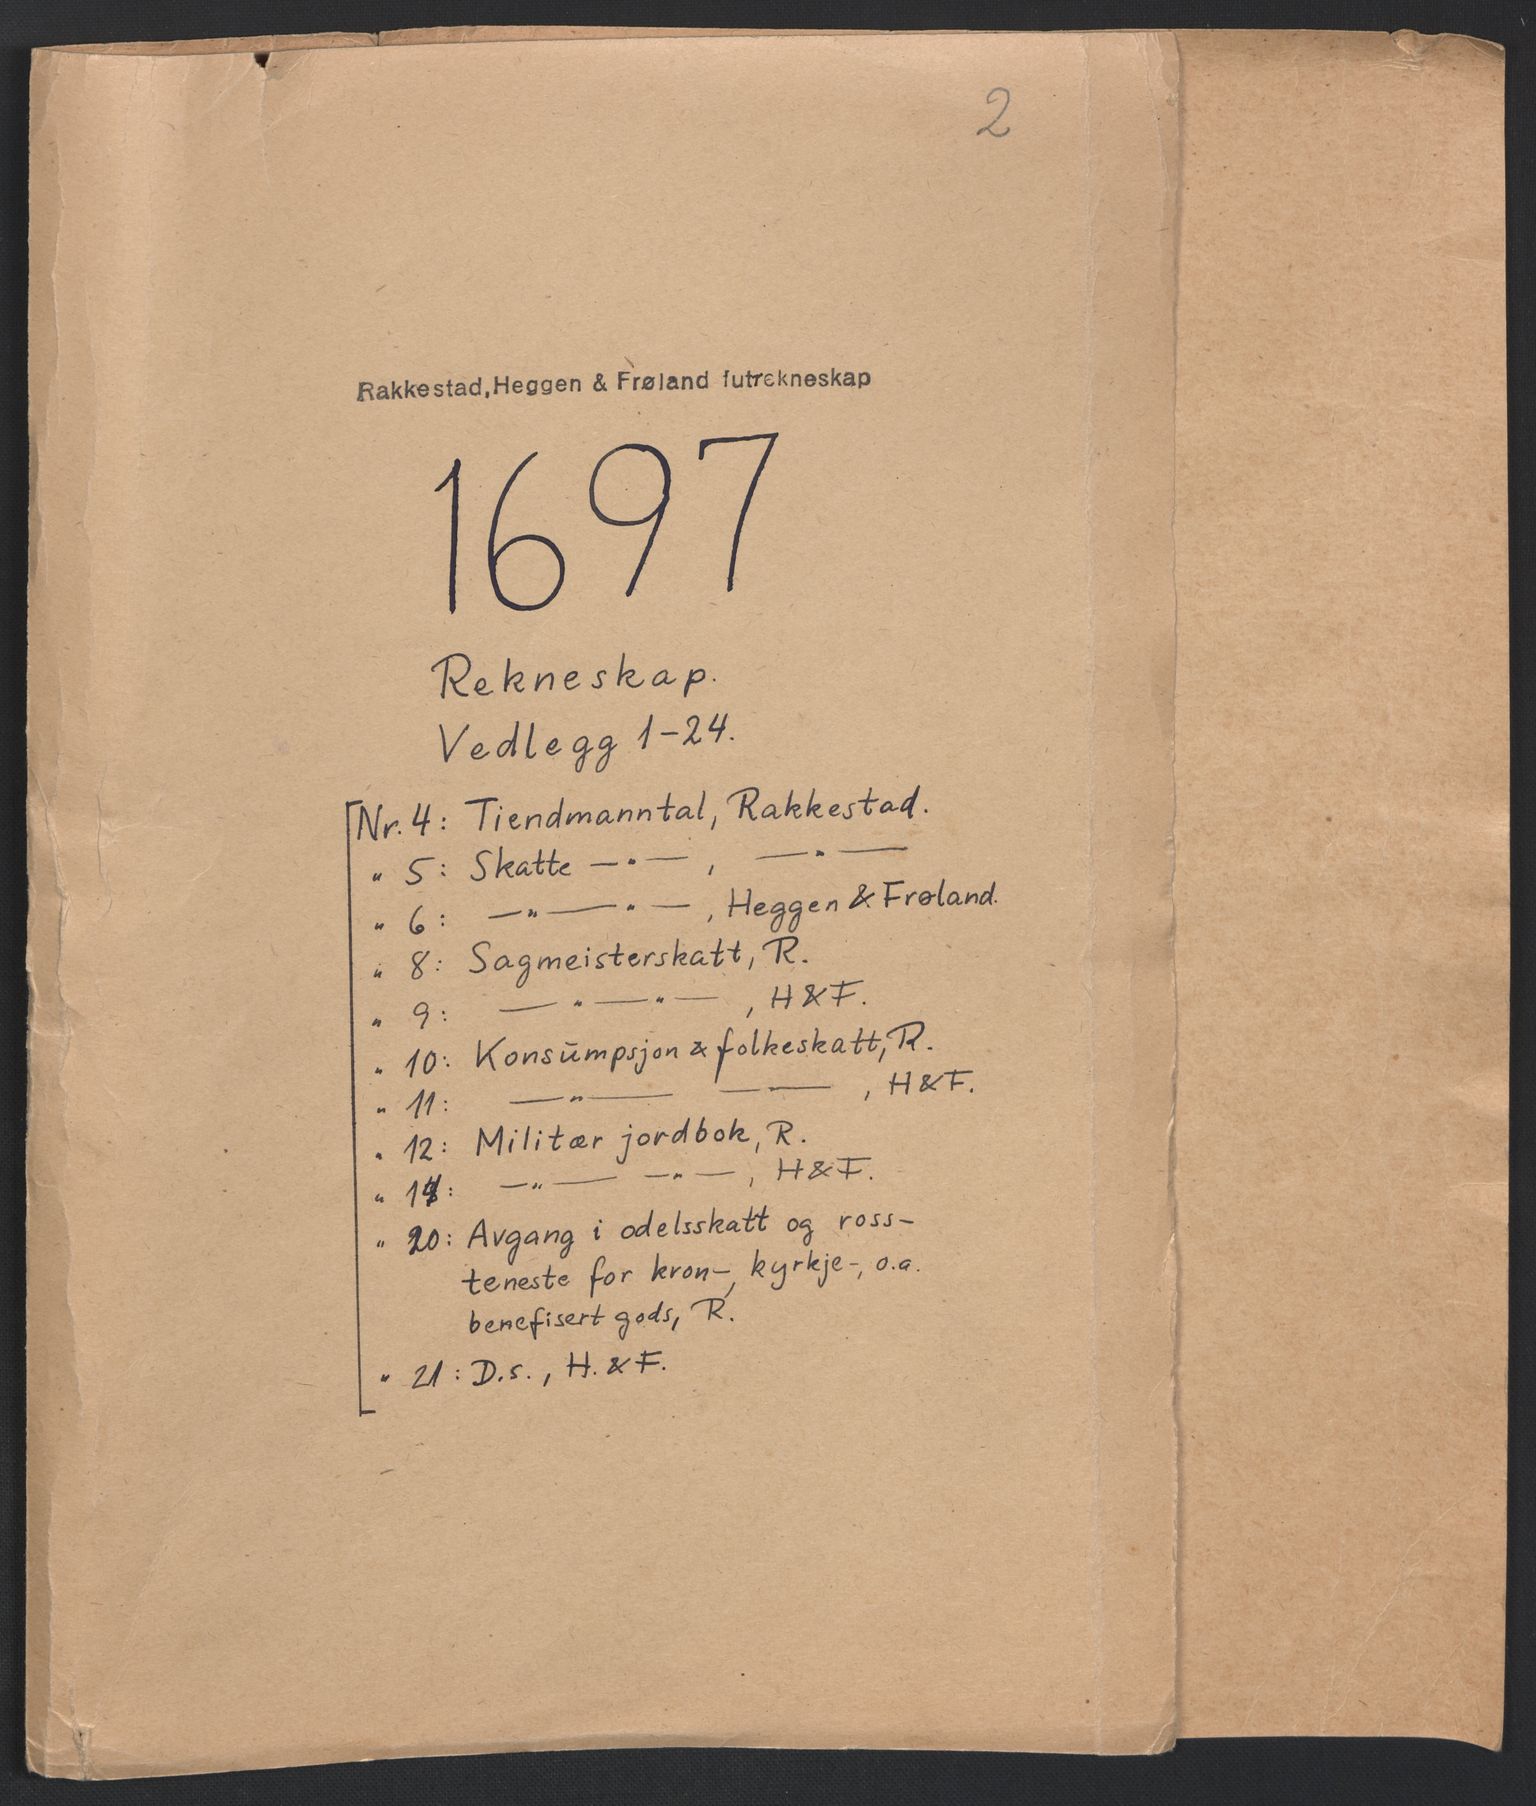 2
Rakkestad, Heggen & Frøland futrekneskap
1697
Rekneskap.
Vedlegg 1-24.
Nr. 4: Tiendmanntal, Rakkestad.
" 5: Skatte —"— , —"—
" 6: —"— —"— , Heggen & Frøland.
" 8: Sagmeisterskatt, R.
" 9: —"—"— , H & F.
" 10: Konsumpsjon & folkeskatt, R.
" 11: —"— —"— , H & F.
" 12: Militær jordbok, R.
" 14: —"— —"— , H & F.
" 20: Avgang i odelsskatt og ross-
teneste for kron-, kyrkje-, o.a.
benefisert gods, R.
" 21: D.s., H. & F.